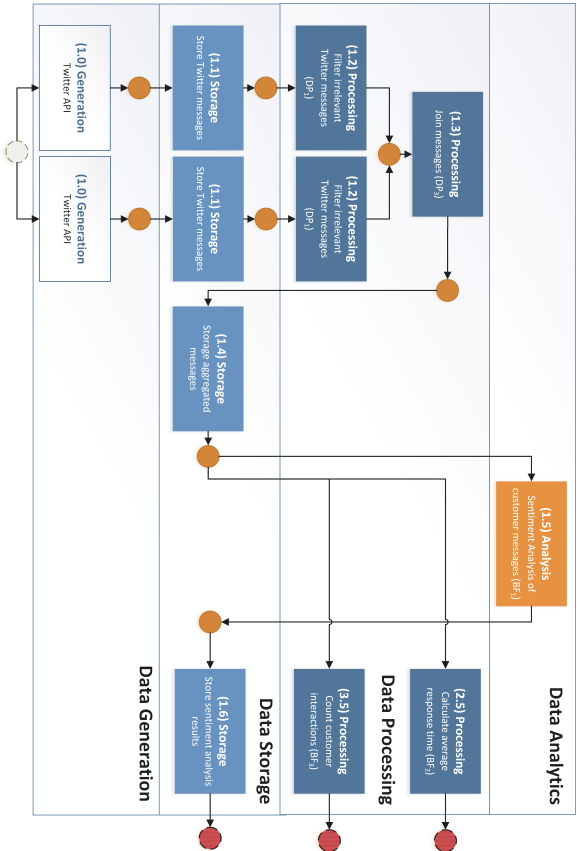 Data Analytics
(1.5) Analysis
Sentiment Analysis of
customer messages (BF₁)
Data Processing
(1.2) Processing
Filter irrelevant
Twitter messages
(DP₁)
(1.2) Processing
Filter irrelevant
Twitter messages
(DP₁)
(1.3) Processing
Join messages (DP₃)
(2.5) Processing
Calculate average
response time (BF₂)
(3.5) Processing
Count customer
interactions (BF₃)
Data Storage
(1.1) Storage
Store Twitter messages
(1.1) Storage
Store Twitter messages
(1.4) Storage
Storage aggregated
messages
(1.6) Storage
Store sentiment analysis
results
Data Generation
(1.0) Generation
Twitter API
(1.0) Generation
Twitter API